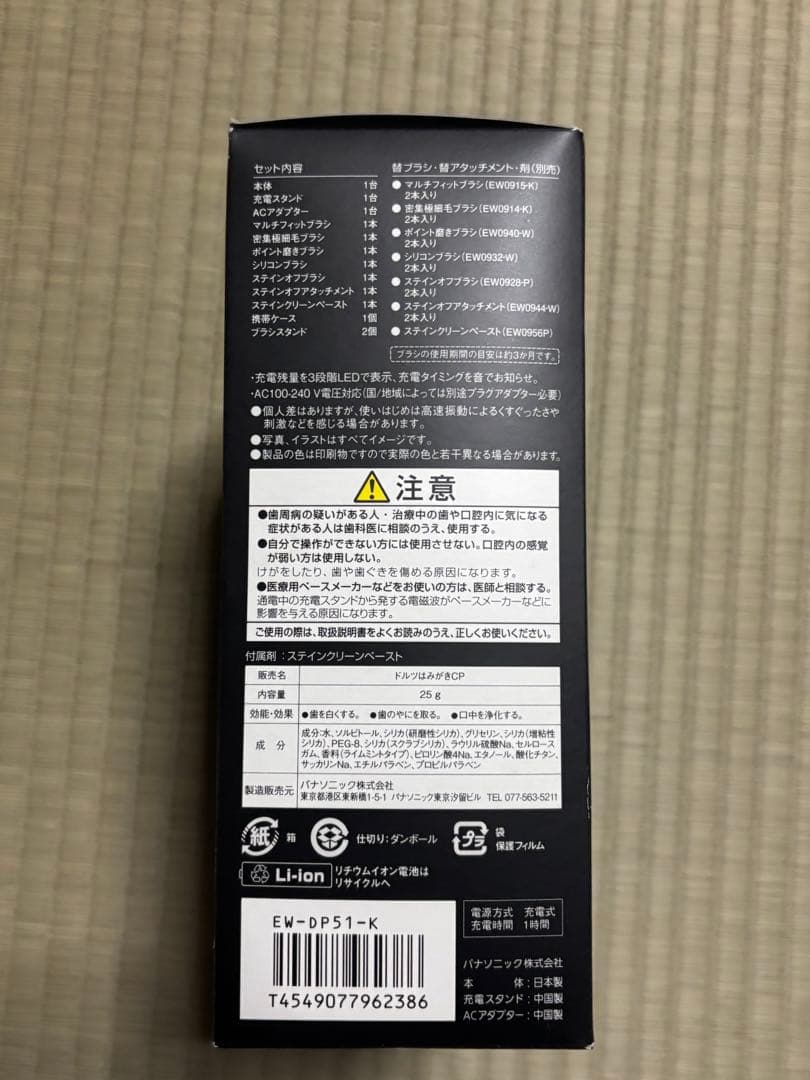 セット内容
本体 1台
充電スタンド 1台
ACアダプター 1台
マルチフィットブラシ 1本
密集極細毛ブラシ 1本
ポイント磨きブラシ 1本
シリコンブラシ 1本
ステインオフブラシ 1本
ステインオフアタッチメント 1本
ステインクリーンペースト 1本
携帯ケース 1個
ブラシスタンド 2個
替ブラシ・替アタッチメント・剤(別売)
●マルチフィットブラシ(EW0915-K)
2本入り
●密集極細毛ブラシ(EW0914-K)
2本入り
●ポイント磨きブラシ(EW0940-W)
2本入り
●シリコンブラシ(EW0932-W)
2本入り
●ステインオフブラシ(EW0928-P)
2本入り
●ステインオフアタッチメント(EW0944-W)
2本入り
●ステインクリーンペースト(EW0956P)
ブラシの使用期間の目安は約3か月です。
・充電残量を3段階LEDで表示、充電タイミングを音でお知らせ。
・AC100-240 V電圧対応(国/地域によっては別途プラグアダプター必要)
●個人差はありますが、使いはじめは高速振動によるくすぐったさや
刺激などを感じる場合があります。
●写真、イラストはすべてイメージです。
●製品の色は印刷物ですので実際の色と若干異なる場合があります。
注意
●歯周病の疑いがある人・治療中の歯や口腔内に気になる
症状がある人は歯科医に相談のうえ、使用する。
●自分で操作ができない方には使用させない。口腔内の感覚
が弱い方は使用しない。
けがをしたり、歯や歯ぐきを傷める原因になります。
●医療用ペースメーカーなどをお使いの方は、医師と相談する。
通電中の充電スタンドから発する電磁波がペースメーカーなどに
影響を与える原因になります。
ご使用の際は、取扱説明書をよくお読みのうえ、正しくお使いください。
付属剤:ステインクリーンペースト
販売名 ドルツはみがきCP
内容量 25 g
効能・効果 ●歯を白くする。 ●歯のやにを取る。 ●口中を浄化する。
成分 成分:水、ソルビトール、シリカ(研磨性シリカ)、グリセリン、シリカ(増粘性
シリカ)、PEG-8、シリカ(スクラブシリカ)、ラウリル硫酸Na、セルロース
ガム、香料(ライムミントタイプ)、ピロリン酸4Na、エタノール、酸化チタン、
サッカリンNa、エチルパラベン、プロピルパラベン
製造販売元 パナソニック株式会社
東京都港区東新橋1-5-1 パナソニック東京汐留ビル TEL 077-563-5211
紙 箱
仕切り:ダンボール
プラ 袋
保護フィルム
Li-ion リチウムイオン電池は
リサイクルへ
EW-DP51-K
T4549077962386
電源方式 充電式
充電時間 1時間
パナソニック株式会社
本体:日本製
充電スタンド:中国製
ACアダプター:中国製